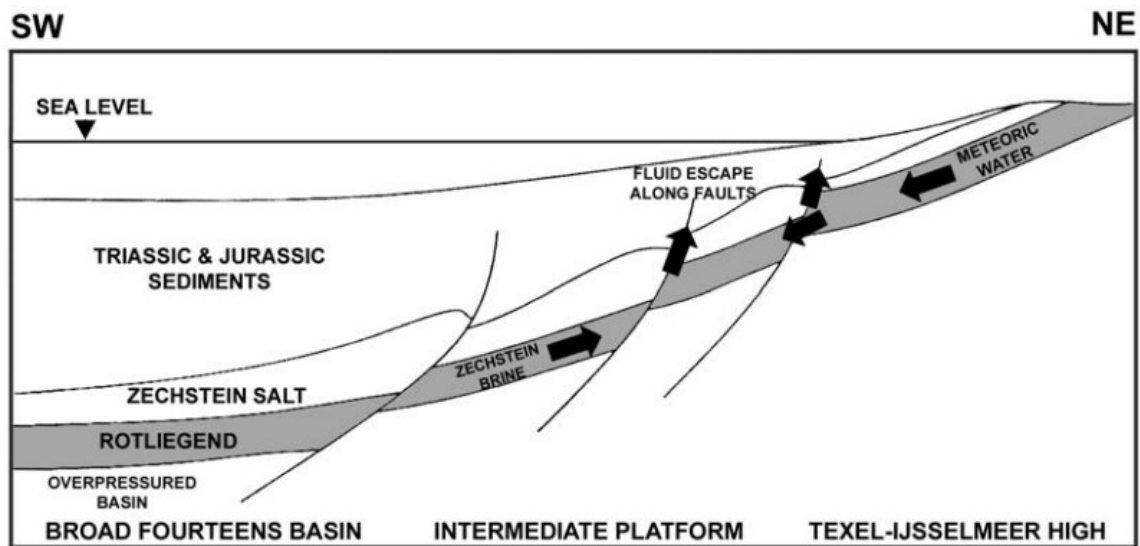 SW
NE
SEA LEVEL
FLUID ESCAPE
ALONG FAULTS
METEORIC
WATER
TRIASSIC & JURASSIC
SEDIMENTS
ZECHSTEIN
BRINE
ZECHSTEIN SALT
ROTLIEGEND
OVERPRESSURED
BASIN
BROAD FOURTEENS BASIN
INTERMEDIATE PLATFORM
TEXEL-IJSSELMEER HIGH